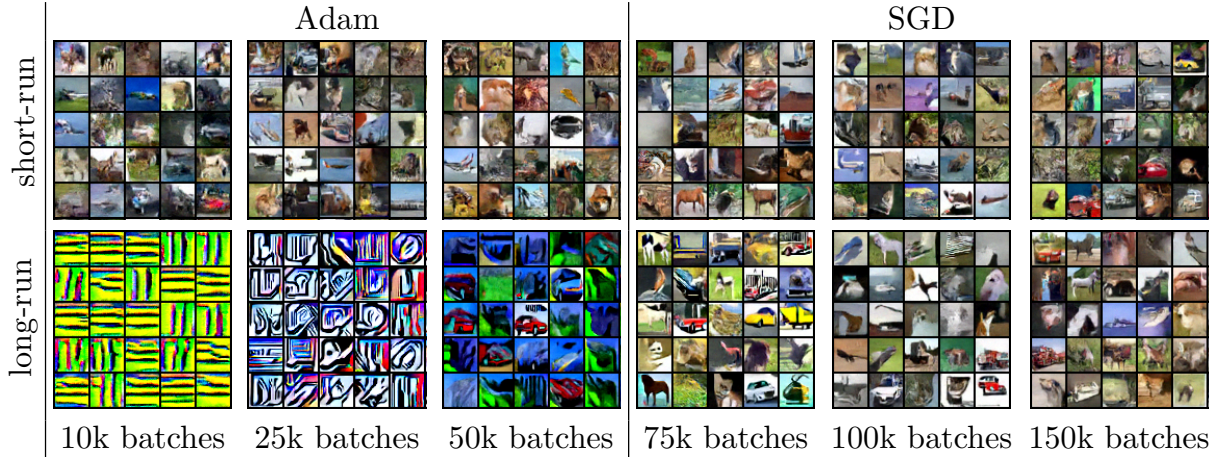 Adam SGD
short-run
long-run
10k batches 25k batches 50k batches 75k batches 100k batches 150k batches